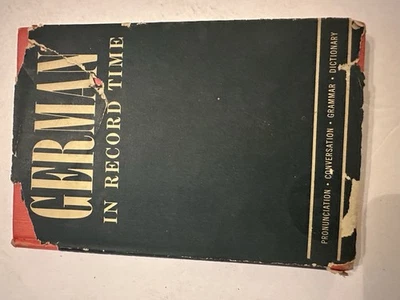 GERMAN
IN RECORD TIME
PRONUNCIATION · CONVERSATION · GRAMMAR · DICTIONARY